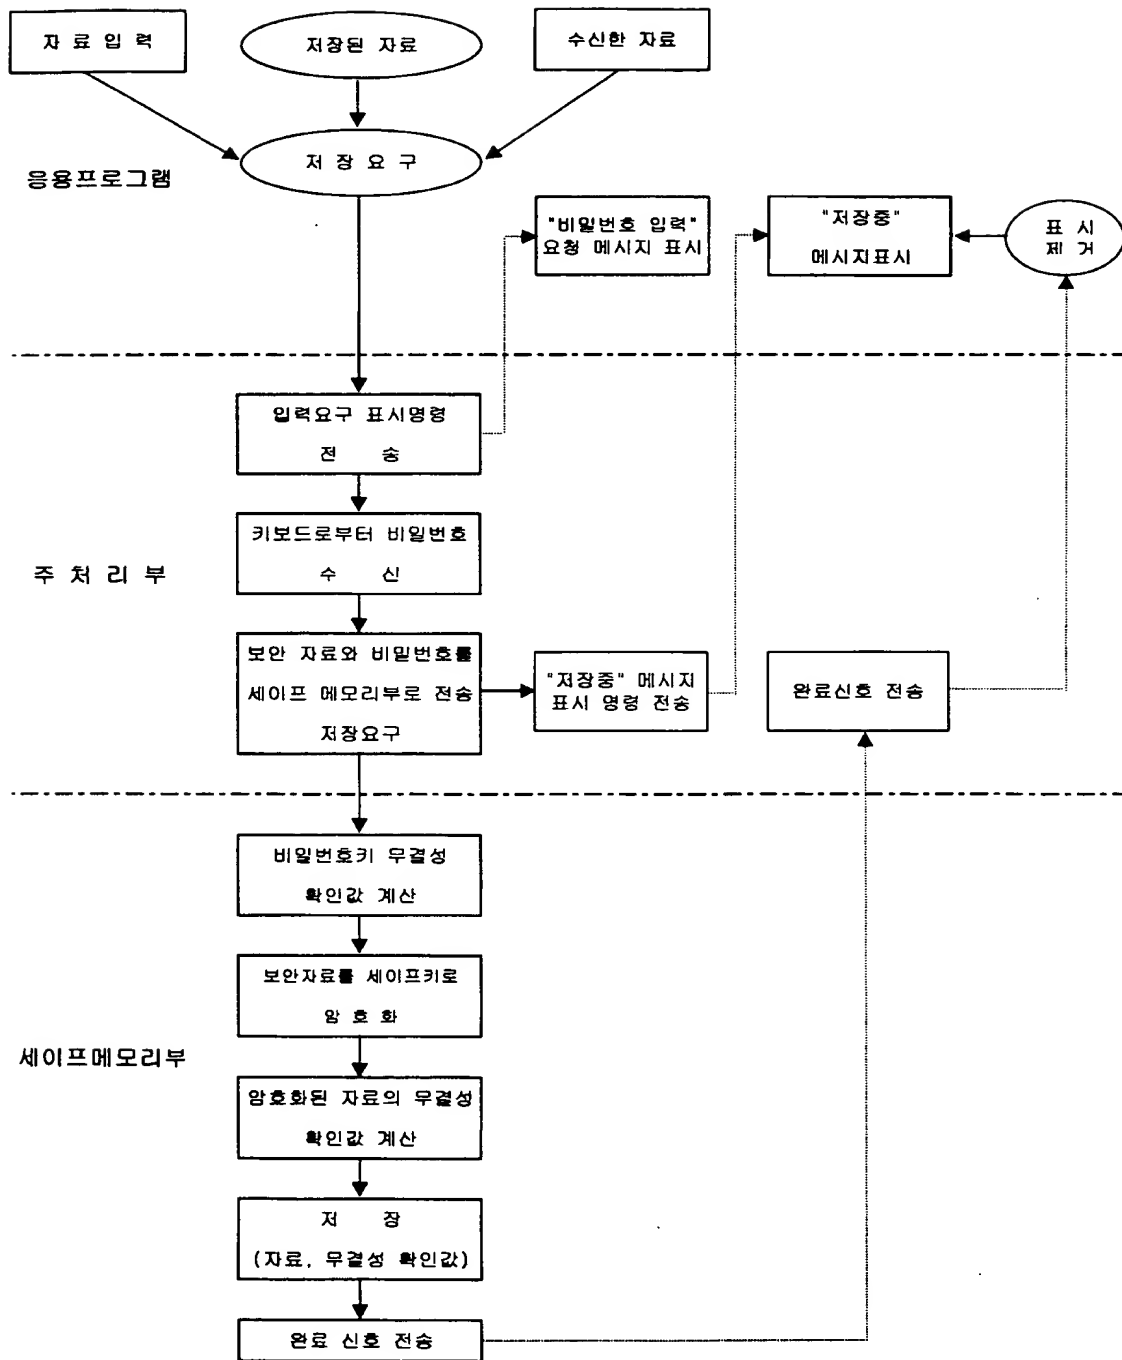 자 료 입 력
저장된 자료
수신한 자료
저 장 요 구
응용프로그램
"비밀번호 입력"
요청 메시지 표시
"저장중"
메시지표시
표 시
제 거
입력요구 표시명령
전 송
키보드로부터 비밀번호
수 신
주 처 리 부
보안 자료와 비밀번호를
세이프 메모리부로 전송
저장요구
"저장중" 메시지
표시 명령 전송
완료신호 전송
비밀번호키 무결성
확인값 계산
보안자료를 세이프키로
암 호 화
세이프메모리부
암호화된 자료의 무결성
확인값 계산
저 장
(자료, 무결성 확인값)
완료 신호 전송